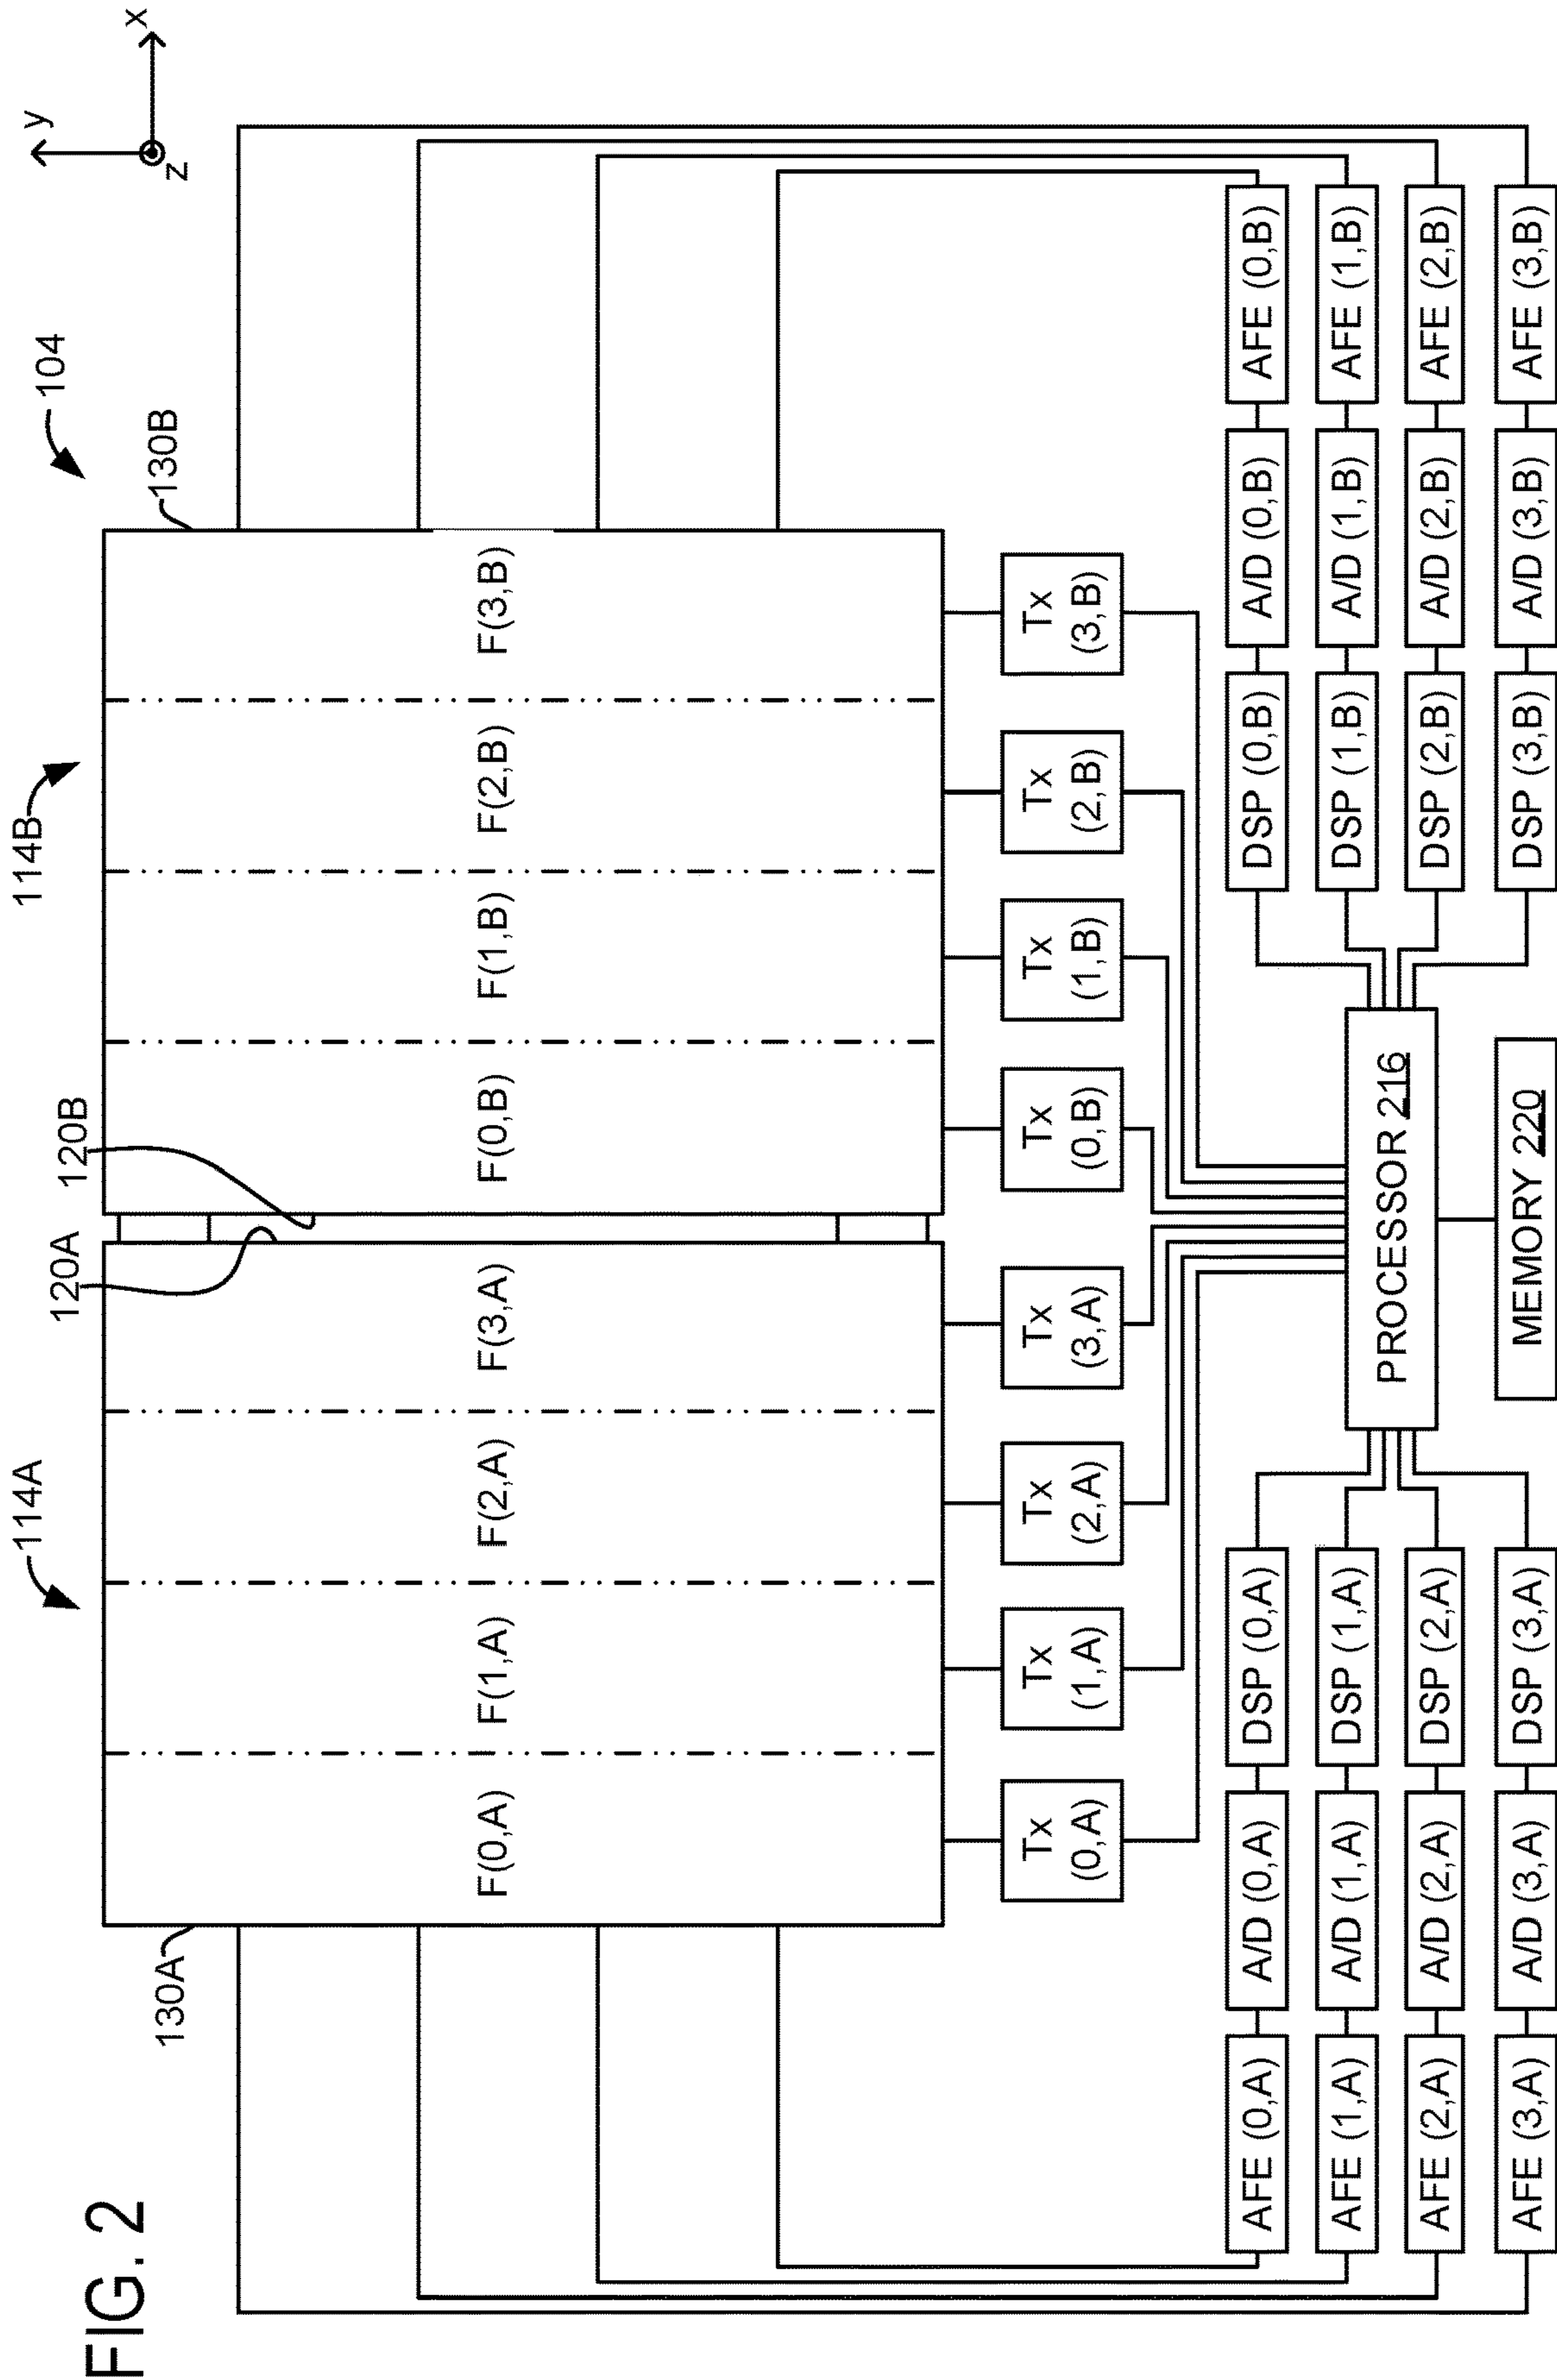 FIG. 2
y
x
z
104
114A
114B
120A
120B
130A
130B
F(0,A)
F(1,A)
F(2,A)
F(3,A)
F(0,B)
F(1,B)
F(2,B)
F(3,B)
Tx
(0,A)
Tx
(1,A)
Tx
(2,A)
Tx
(3,A)
Tx
(0,B)
Tx
(1,B)
Tx
(2,B)
Tx
(3,B)
AFE (0,A)
A/D (0,A)
DSP (0,A)
DSP (0,B)
A/D (0,B)
AFE (0,B)
AFE (1,A)
A/D (1,A)
DSP (1,A)
PROCESSOR 216
DSP (1,B)
A/D (1,B)
AFE (1,B)
AFE (2,A)
A/D (2,A)
DSP (2,A)
DSP (2,B)
A/D (2,B)
AFE (2,B)
AFE (3,A)
A/D (3,A)
DSP (3,A)
MEMORY 220
DSP (3,B)
A/D (3,B)
AFE (3,B)